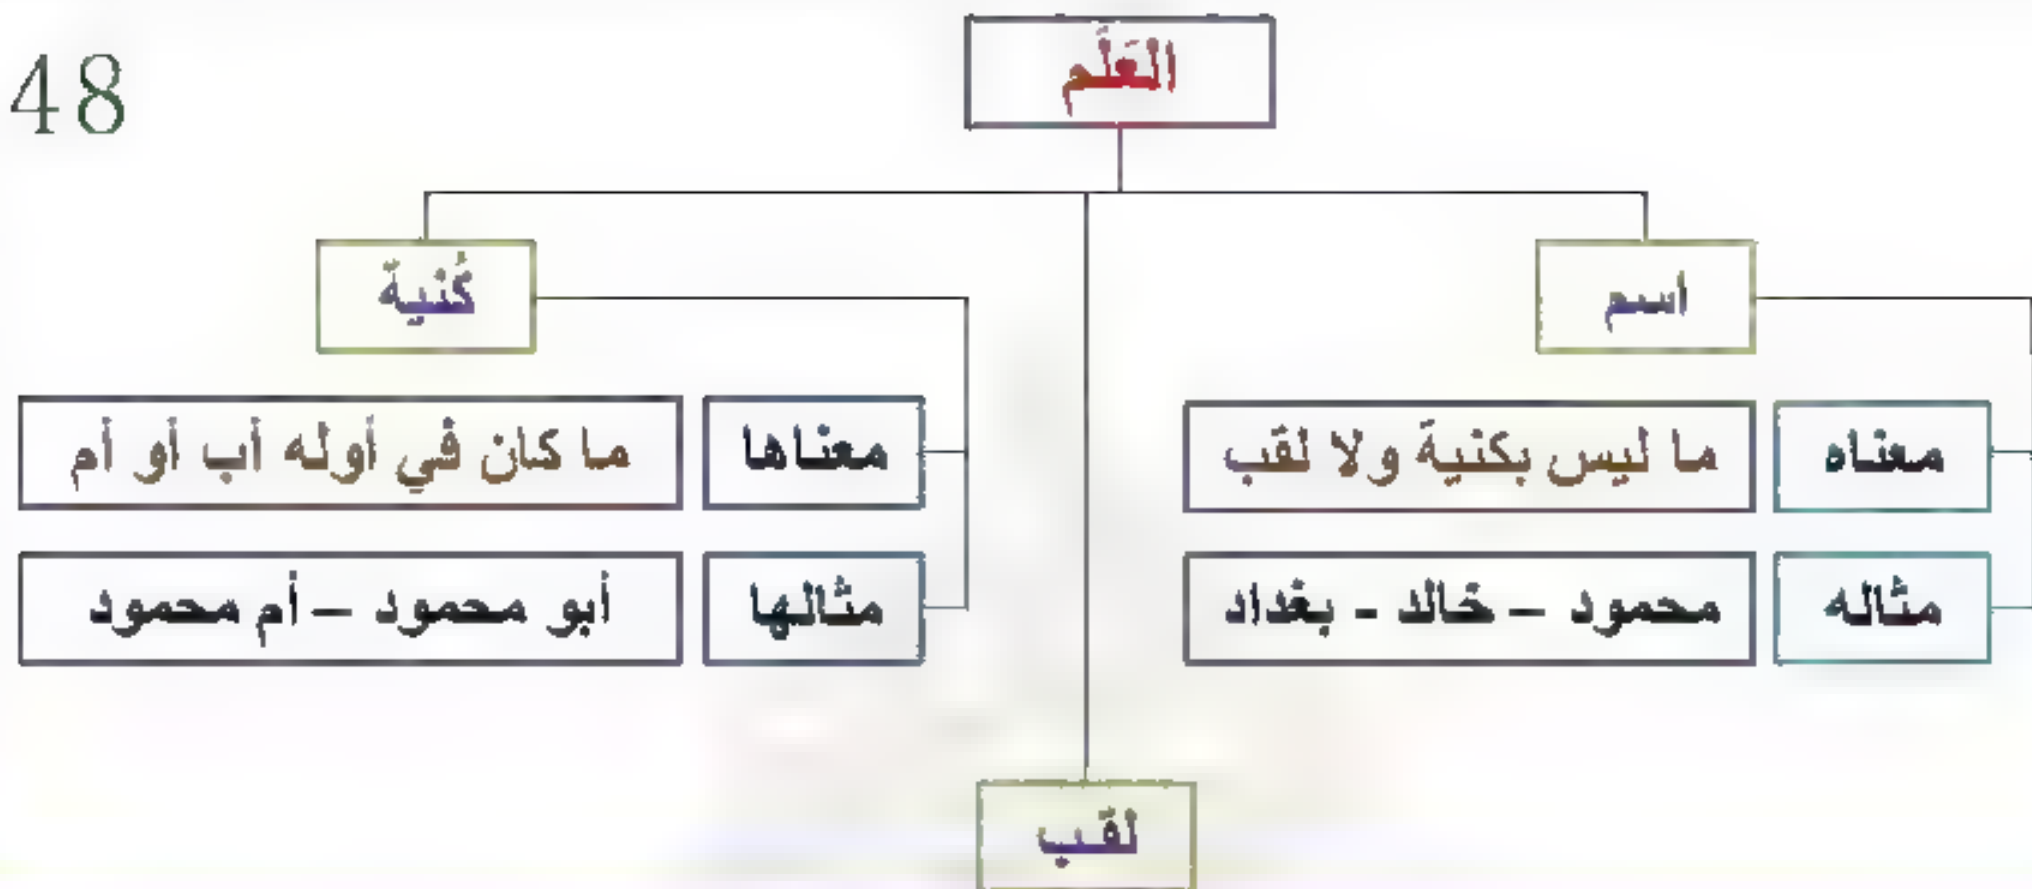 48
العَلَم
اسم
معناه
ما ليس بكنية ولا لقب
مثاله
محمود – خالد - بغداد
كُنية
معناها
ما كان في أوله أب أو أم
مثالها
أبو محمود – أم محمود
لقب